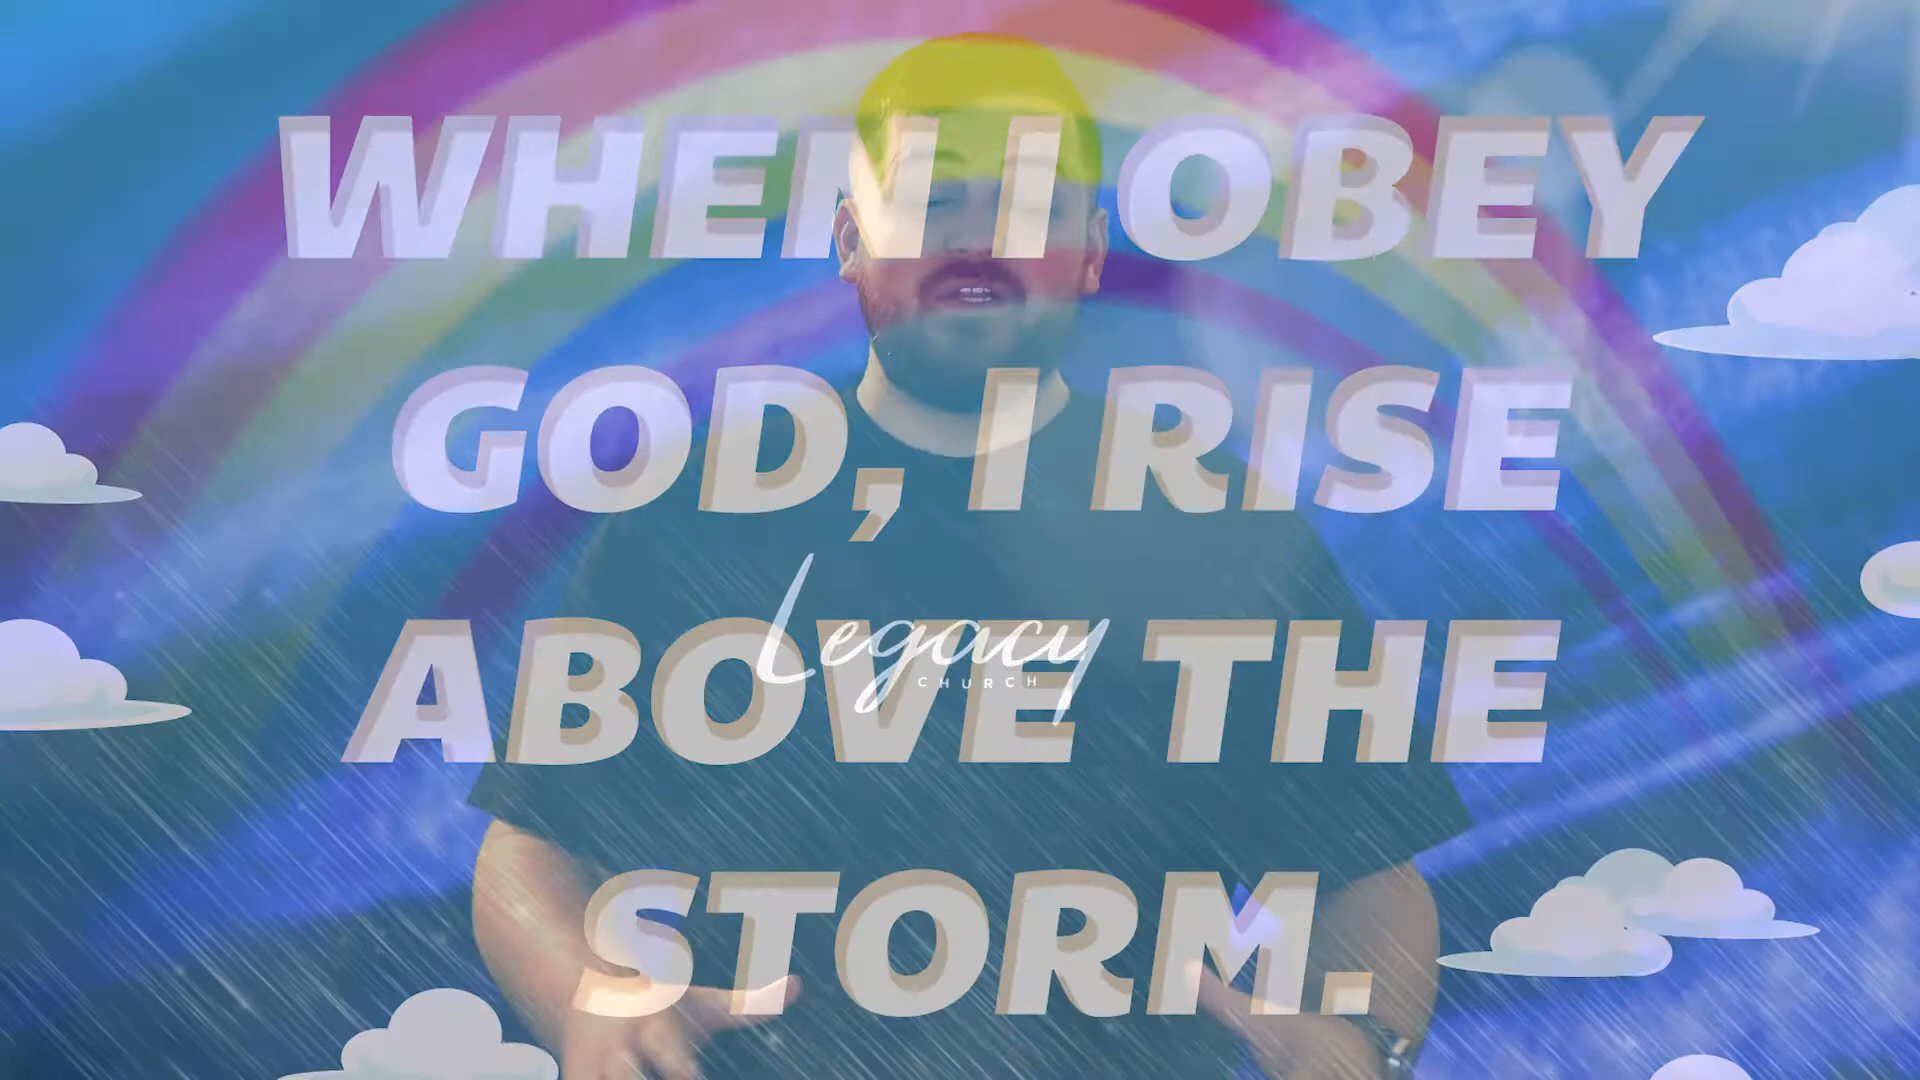 WHEN I OBEY
GOD, I RISE
ABOVE THE
STORM.
Legacy
CHURCH